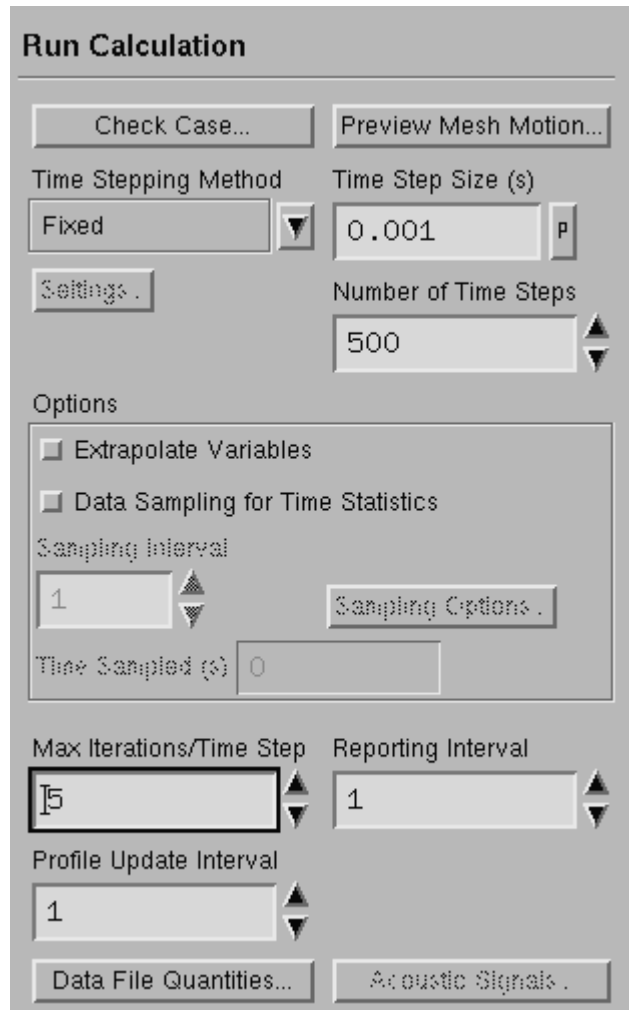 Run Calculation
Check Case... Preview Mesh Motion...
Time Stepping Method Time Step Size (s)
Fixed 0.001 P
Settings . Number of Time Steps
500
Options
Extrapolate Variables
Data Sampling for Time Statistics
Sampling Interval
1 Sampling Options .
Time Sampled (s) 0
Max Iterations/Time Step Reporting Interval
5 1
Profile Update Interval
1
Data File Quantities... Acoustic Signals .